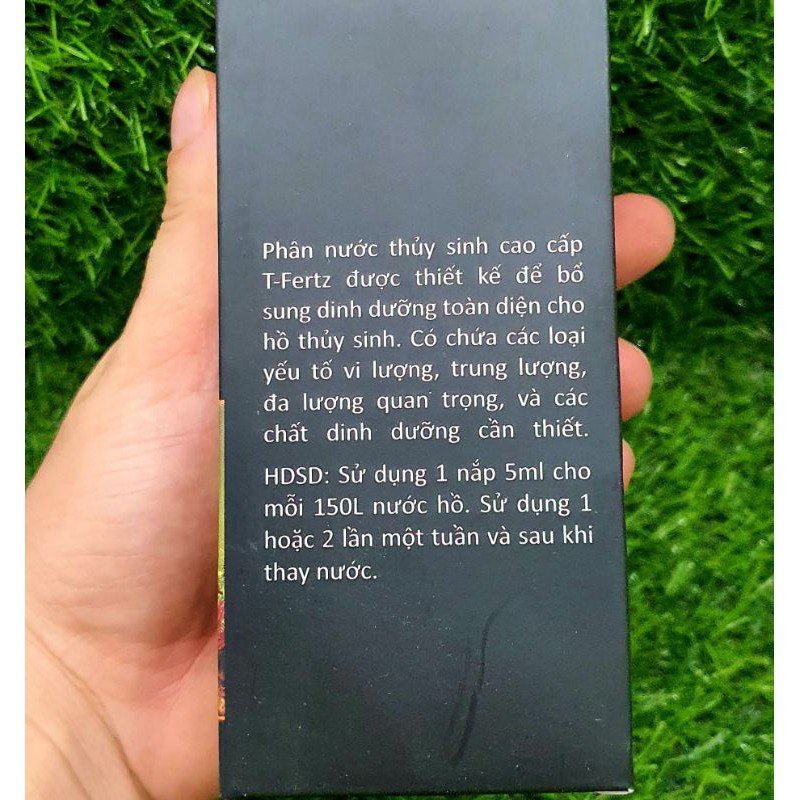 Phân nước thủy sinh cao cấp
T-Fertz được thiết kế để bổ
sung dinh dưỡng toàn diện cho
hồ thủy sinh. Có chứa các loại
yếu tố vi lượng, trung lượng,
đa lượng quan trọng, và các
chất dinh dưỡng cần thiết.
HDSD: Sử dụng 1 nắp 5ml cho
mỗi 150L nước hồ. Sử dụng 1
hoặc 2 lần một tuần và sau khi
thay nước.